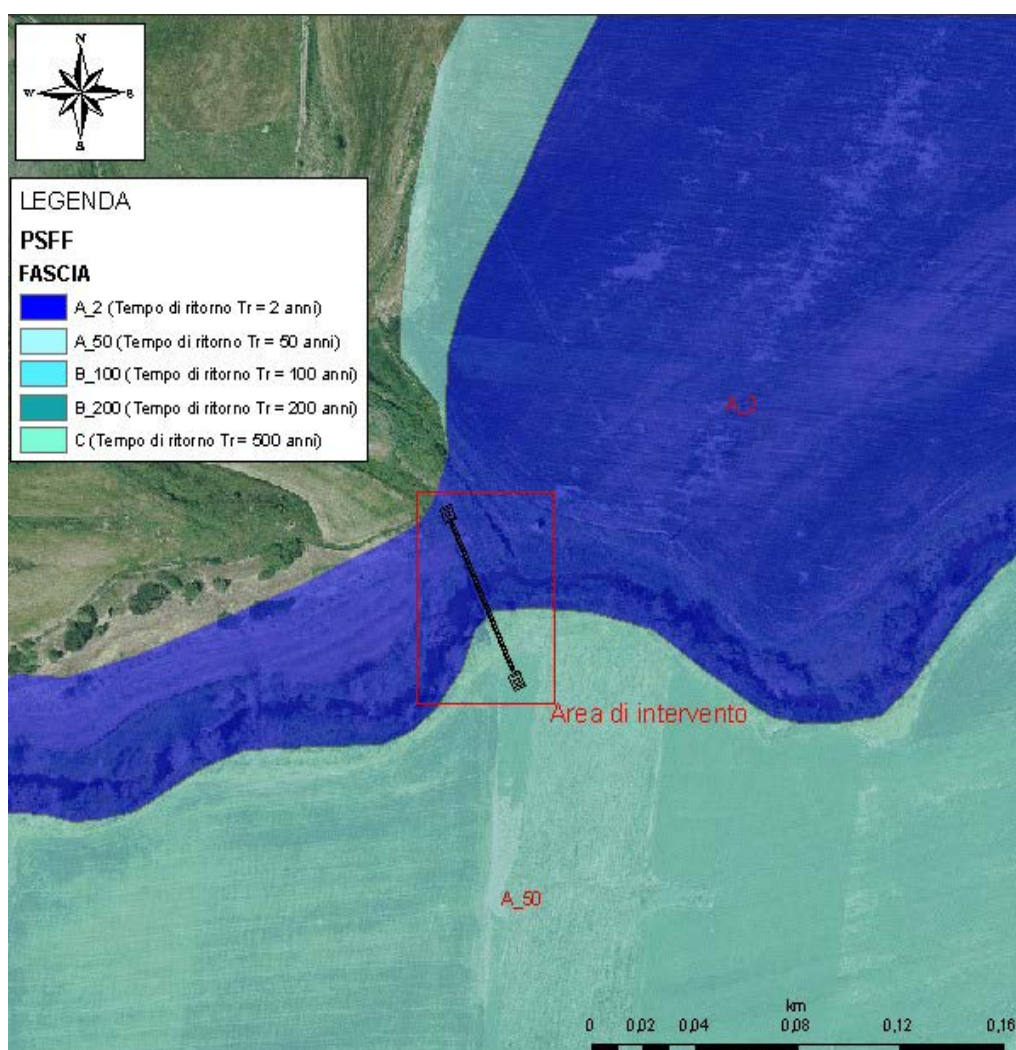 N
W
E
S
LEGENDA
PSFF
FASCIA
A_2 (Tempo di ritorno Tr = 2 anni)
A_50 (Tempo di ritorno Tr = 50 anni)
B_100 (Tempo di ritorno Tr = 100 anni)
B_200 (Tempo di ritorno Tr = 200 anni)
C (Tempo di ritorno Tr = 500 anni)
A_2
Area di intervento
A_50
km
0 0,02 0,04 0,08 0,12 0,16